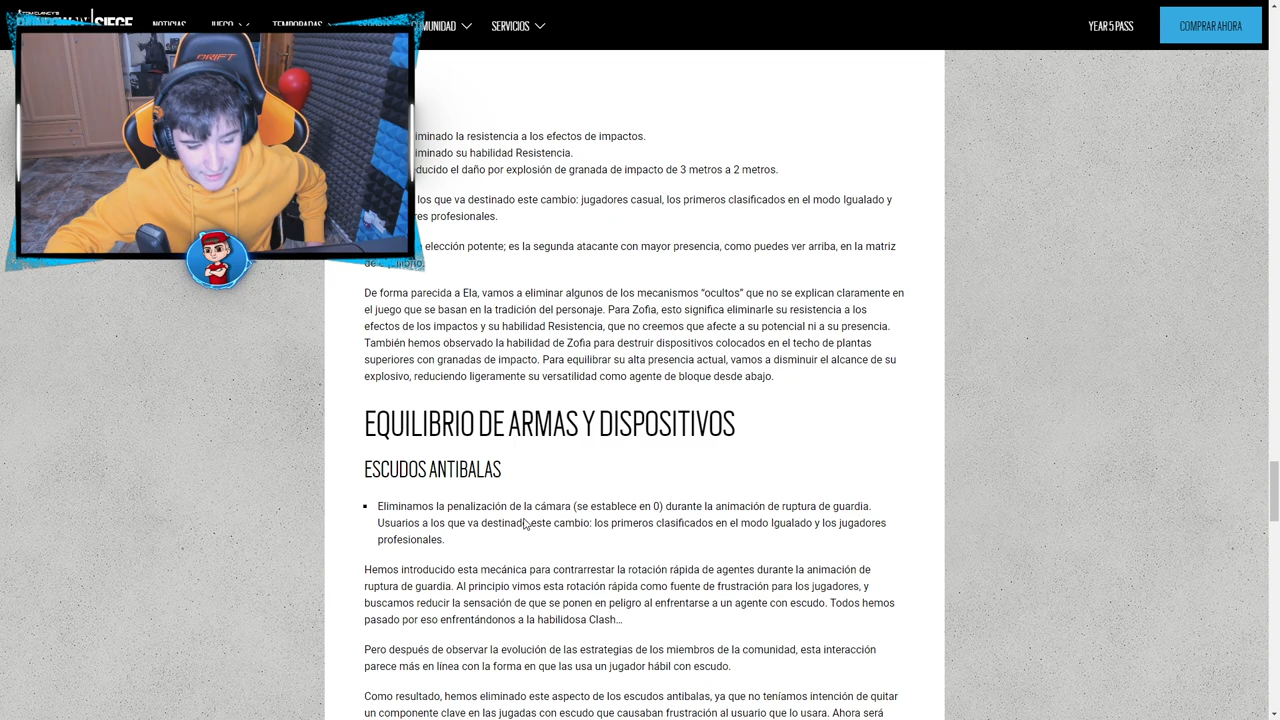 TOM CLANCY'S
SIEGE
NOTICIAS
JUEGO
TEMPORADAS
SERVICIOS
YEAR 5 PASS
COMPRAR AHORA
DRIFT
la resistencia a los efectos de impactos.
su habilidad Resistencia.
el daño por explosión de granada de impacto de 3 metros a 2 metros.
los que va destinado este cambio: jugadores casual, los primeros clasificados en el modo Igualado y
profesionales.
elección potente; es la segunda atacante con mayor presencia, como puedes ver arriba, en la matriz
de
De forma parecida a Ela, vamos a eliminar algunos de los mecanismos “ocultos” que no se explican claramente en
el juego que se basan en la tradición del personaje. Para Zofia, esto significa eliminarle su resistencia a los
efectos de los impactos y su habilidad Resistencia, que no creemos que afecte a su potencial ni a su presencia.
También hemos observado la habilidad de Zofia para destruir dispositivos colocados en el techo de plantas
superiores con granadas de impacto. Para equilibrar su alta presencia actual, vamos a disminuir el alcance de su
explosivo, reduciendo ligeramente su versatilidad como agente de bloque desde abajo.
EQUILIBRIO DE ARMAS Y DISPOSITIVOS
ESCUDOS ANTIBALAS
▪ Eliminamos la penalización de la cámara (se establece en 0) durante la animación de ruptura de guardia.
Usuarios a los que va destinado este cambio: los primeros clasificados en el modo Igualado y los jugadores
profesionales.
Hemos introducido esta mecánica para contrarrestar la rotación rápida de agentes durante la animación de
ruptura de guardia. Al principio vimos esta rotación rápida como fuente de frustración para los jugadores, y
buscamos reducir la sensación de que se ponen en peligro al enfrentarse a un agente con escudo. Todos hemos
pasado por eso enfrentándonos a la habilidosa Clash…
Pero después de observar la evolución de las estrategias de los miembros de la comunidad, esta interacción
parece más en línea con la forma en que las usa un jugador hábil con escudo.
Como resultado, hemos eliminado este aspecto de los escudos antibalas, ya que no teníamos intención de quitar
un componente clave en las jugadas con escudo que causaban frustración al usuario que lo usara. Ahora será